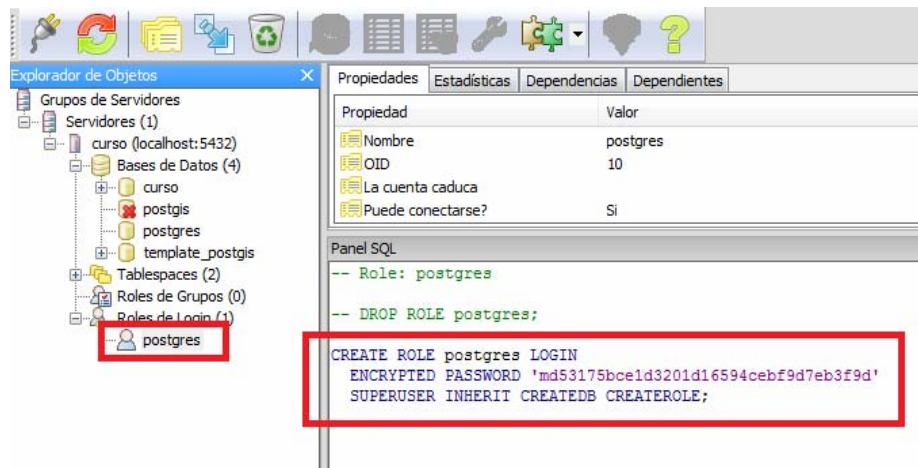 Explorador de Objetos
Grupos de Servidores
Servidores (1)
curso (localhost:5432)
Bases de Datos (4)
curso
postgis
postgres
template_postgis
Tablespaces (2)
Roles de Grupos (0)
Roles de Login (1)
postgres
Propiedades Estadísticas Dependencias Dependientes
Propiedad Valor
Nombre postgres
OID 10
La cuenta caduca
Puede conectarse? Si
Panel SQL
-- Role: postgres
-- DROP ROLE postgres;
CREATE ROLE postgres LOGIN
ENCRYPTED PASSWORD 'md53175bce1d3201d16594cebf9d7eb3f9d'
SUPERUSER INHERIT CREATEDB CREATEROLE;